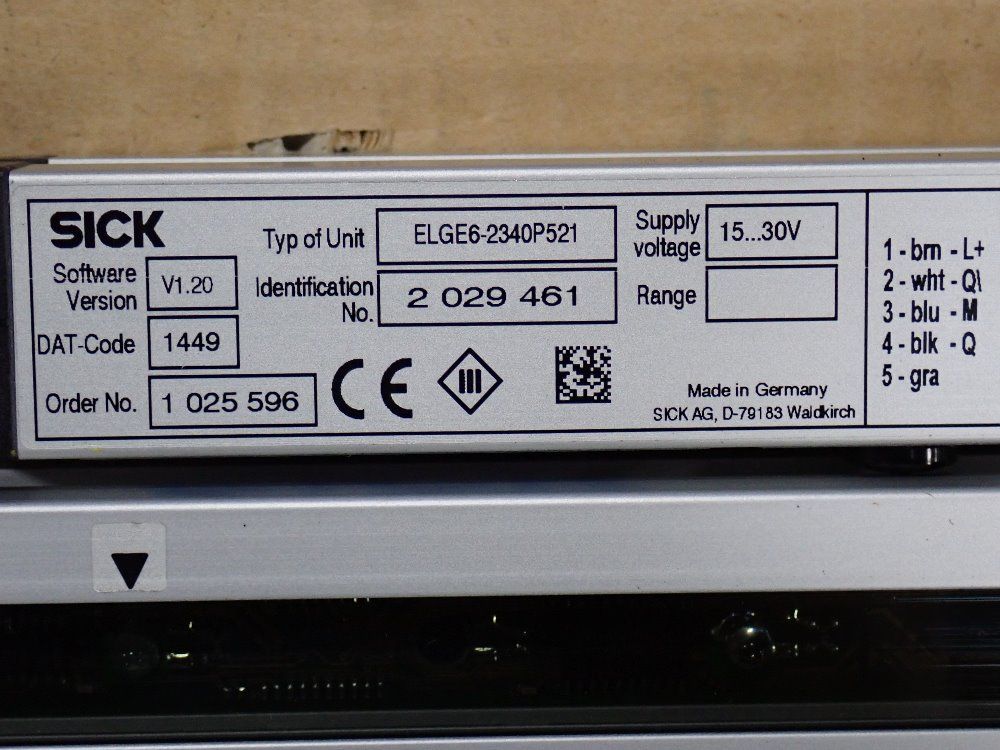 SICK
Typ of Unit ELGE6-2340P521
Supply voltage 15...30V
Software Version V1.20
Identification No. 2 029 461
Range
DAT-Code 1449
Order No. 1 025 596
CE
III
Made in Germany
SICK AG, D-79183 Waldkirch
1 - brn - L+
2 - wht - Q\
3 - blu - M
4 - blk - Q
5 - gra